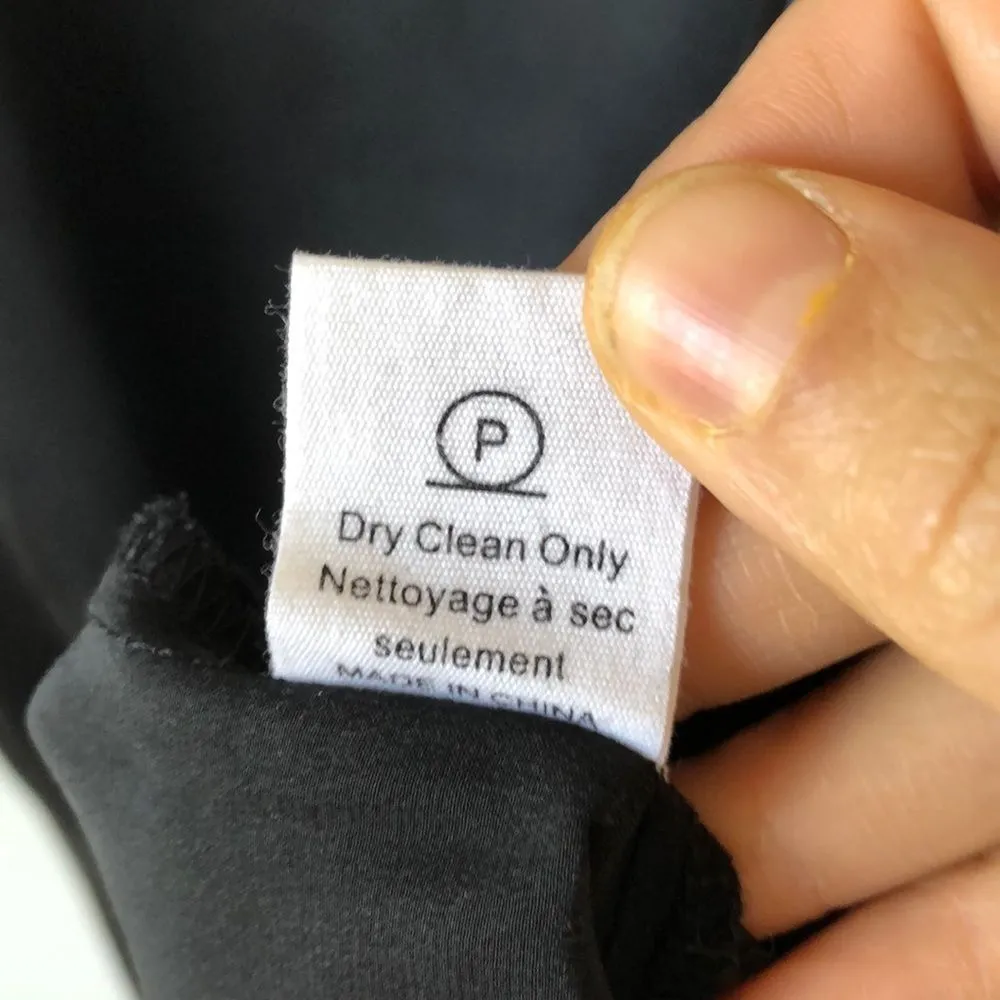 P
Dry Clean Only
Nettoyage à sec
seulement
MADE IN CHINA